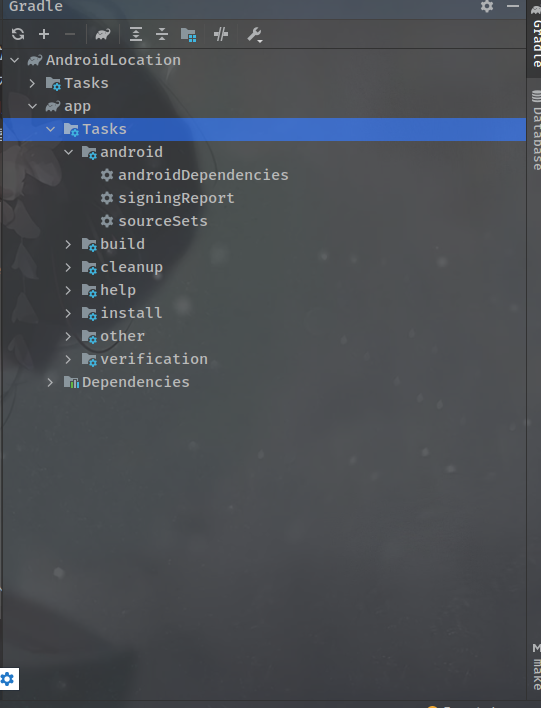 Gradle
AndroidLocation
Tasks
app
Tasks
android
androidDependencies
signingReport
sourceSets
build
cleanup
help
install
other
verification
Dependencies
Gradle
Database
make